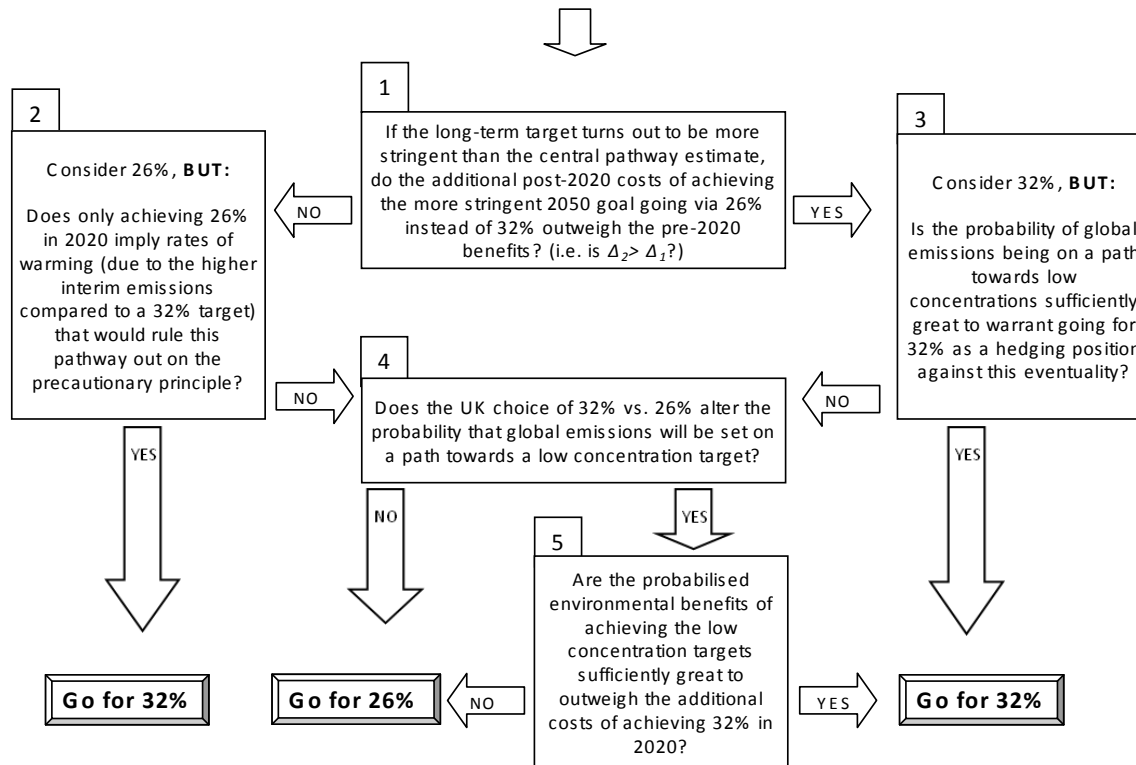 1
If the long-term target turns out to be more
stringent than the central pathway estimate,
do the additional post-2020 costs of achieving
the more stringent 2050 goal going via 26%
instead of 32% outweigh the pre-2020
benefits? (i.e. is Δ2> Δ1?)
NO
YES
2
Consider 26%, BUT:
Does only achieving 26%
in 2020 imply rates of
warming (due to the higher
interim emissions
compared to a 32% target)
that would rule this
pathway out on the
precautionary principle?
NO
YES
3
Consider 32%, BUT:
Is the probability of global
emissions being on a path
towards low
concentrations sufficiently
great to warrant going for
32% as a hedging position
against this eventuality?
NO
YES
4
Does the UK choice of 32% vs. 26% alter the
probability that global emissions will be set on
a path towards a low concentration target?
NO
YES
5
Are the probabilised
environmental benefits of
achieving the low
concentration targets
sufficiently great to
outweigh the additional
costs of achieving 32% in
2020?
NO
YES
Go for 32%
Go for 26%
Go for 32%